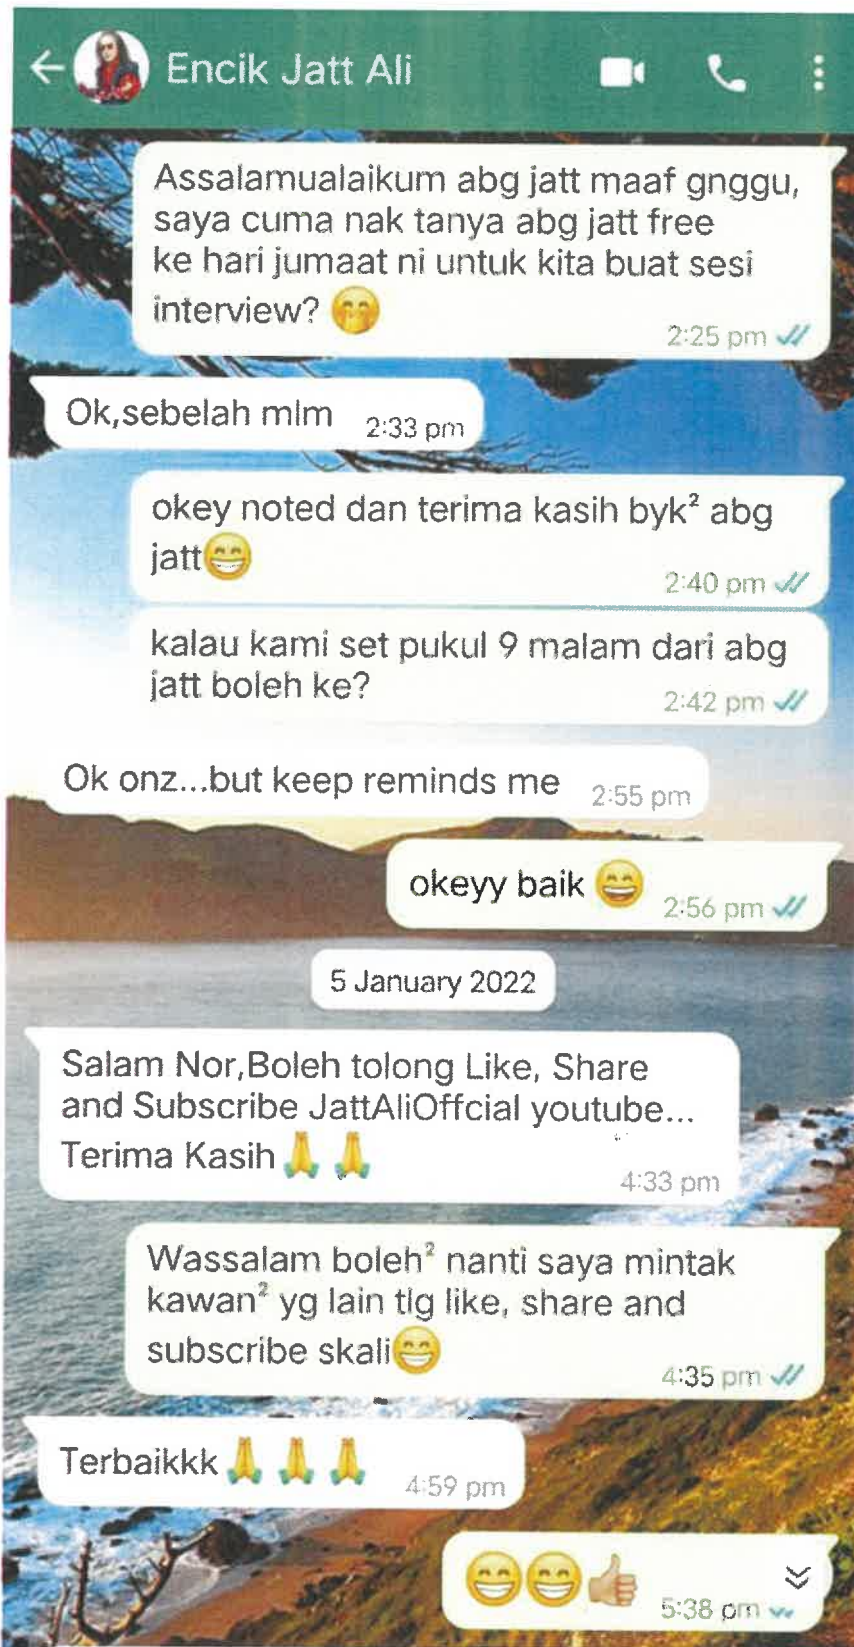 Encik Jatt Ali
Assalamualaikum abg jatt maaf gnggu,
saya cuma nak tanya abg jatt free
ke hari jumaat ni untuk kita buat sesi
interview? 🤭
2:25 pm
Ok,sebelah mlm 2:33 pm
okey noted dan terima kasih byk² abg
jatt😁
2:40 pm
kalau kami set pukul 9 malam dari abg
jatt boleh ke?
2:42 pm
Ok onz...but keep reminds me 2:55 pm
okeyy baik 😄 2:56 pm
5 January 2022
Salam Nor,Boleh tolong Like, Share
and Subscribe JattAliOffcial youtube...
Terima Kasih🙏 🙏
4:33 pm
Wassalam boleh² nanti saya mintak
kawan² yg lain tlg like, share and
subscribe skali😁
4:35 pm
Terbaikkk🙏 🙏 🙏 4:59 pm
😁😁👍🏼 5:38 pm